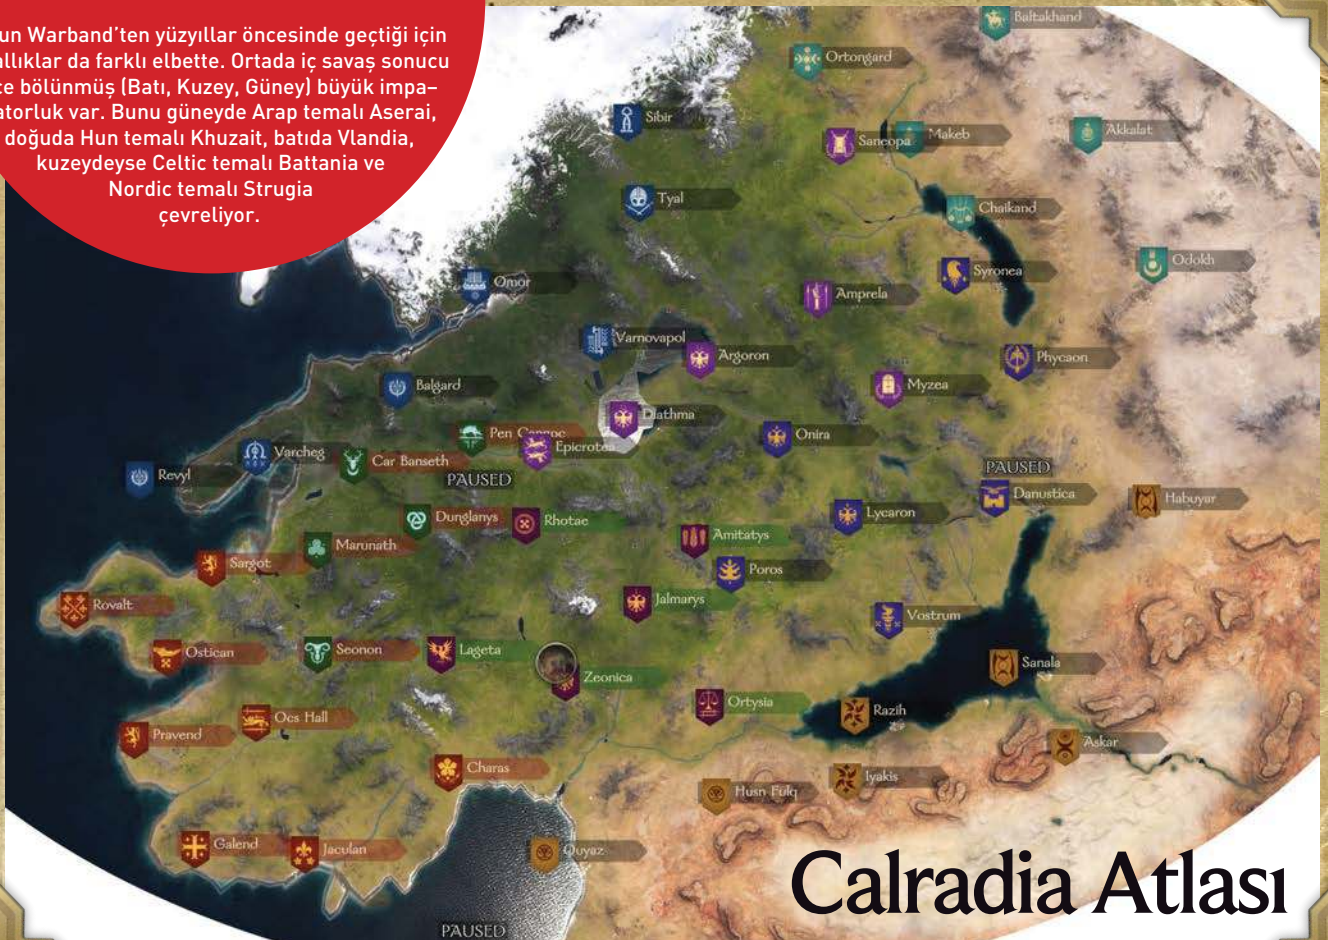 un Warband'ten yüzyıllar öncesinde geçtiği için
allıklar da farklı elbette. Ortada iç savaş sonucu
e bölünmüş (Batı, Kuzey, Güney) büyük impa–
atorluk var. Bunu güneyde Arap temalı Aserai,
doğuda Hun temalı Khuzait, batıda Vlandia,
kuzeydeyse Celtic temalı Battania ve
Nordic temalı Strugia
çevreliyor.
Baltakhand
Ortongard
Sibir
Saneopa
Makeb
Akkalat
Tyal
Chaikand
Odokh
Syronea
Omor
Amprela
Varnovapol
Argoron
Phycaon
Balgard
Myzea
Diathma
Pen Cannoc
Epicrotea
Onira
Varcheg
Car Banseth
Revyl
PAUSED
PAUSED
Danustica
Habuyar
Dunglanys
Rhotae
Lycaron
Marunath
Amitatys
Sargot
Poros
Rovalt
Jalmarys
Vostrum
Ostican
Seonon
Lageta
Sanala
Zeonica
Ortysia
Razih
Ocs Hall
Pravend
Askar
Charas
Iyakis
Husn Fulq
Galend
Jaculan
Quyaz
Calradia Atlası
PAUSED